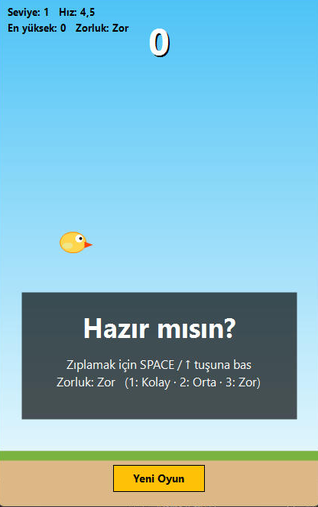 Seviye: 1 Hız: 4,5
En yüksek: 0 Zorluk: Zor
0
Hazır mısın?
Zıplamak için SPACE / ↑ tuşuna bas
Zorluk: Zor (1: Kolay · 2: Orta · 3: Zor)
Yeni Oyun